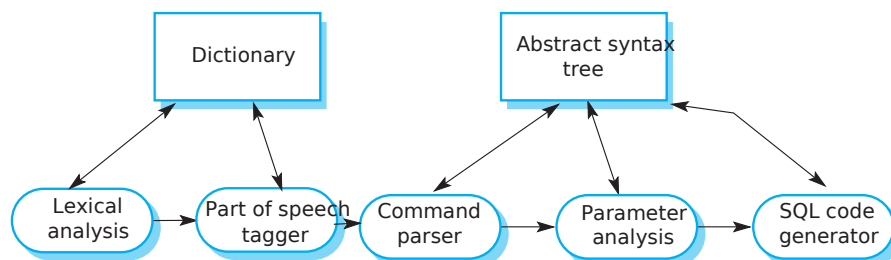 Dictionary
Abstract syntax
tree
Lexical
analysis
Part of speech
tagger
Command
parser
Parameter
analysis
SQL code
generator